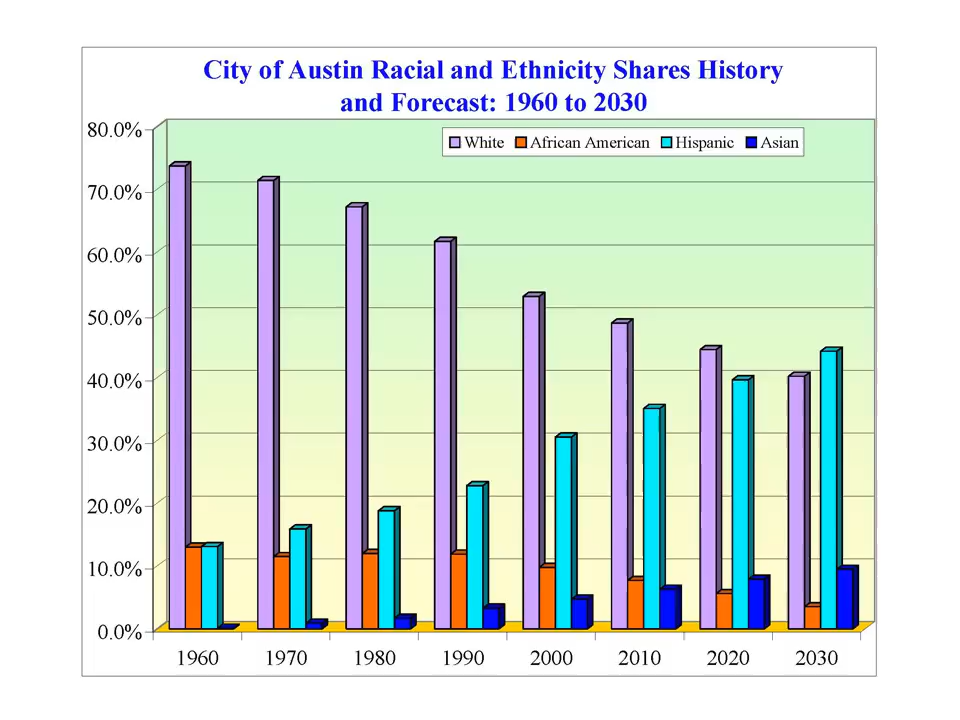 City of Austin Racial and Ethnicity Shares History
and Forecast: 1960 to 2030
White African American Hispanic Asian
80.0%
70.0%
60.0%
50.0%
40.0%
30.0%
20.0%
10.0%
0.0%
1960 1970 1980 1990 2000 2010 2020 2030